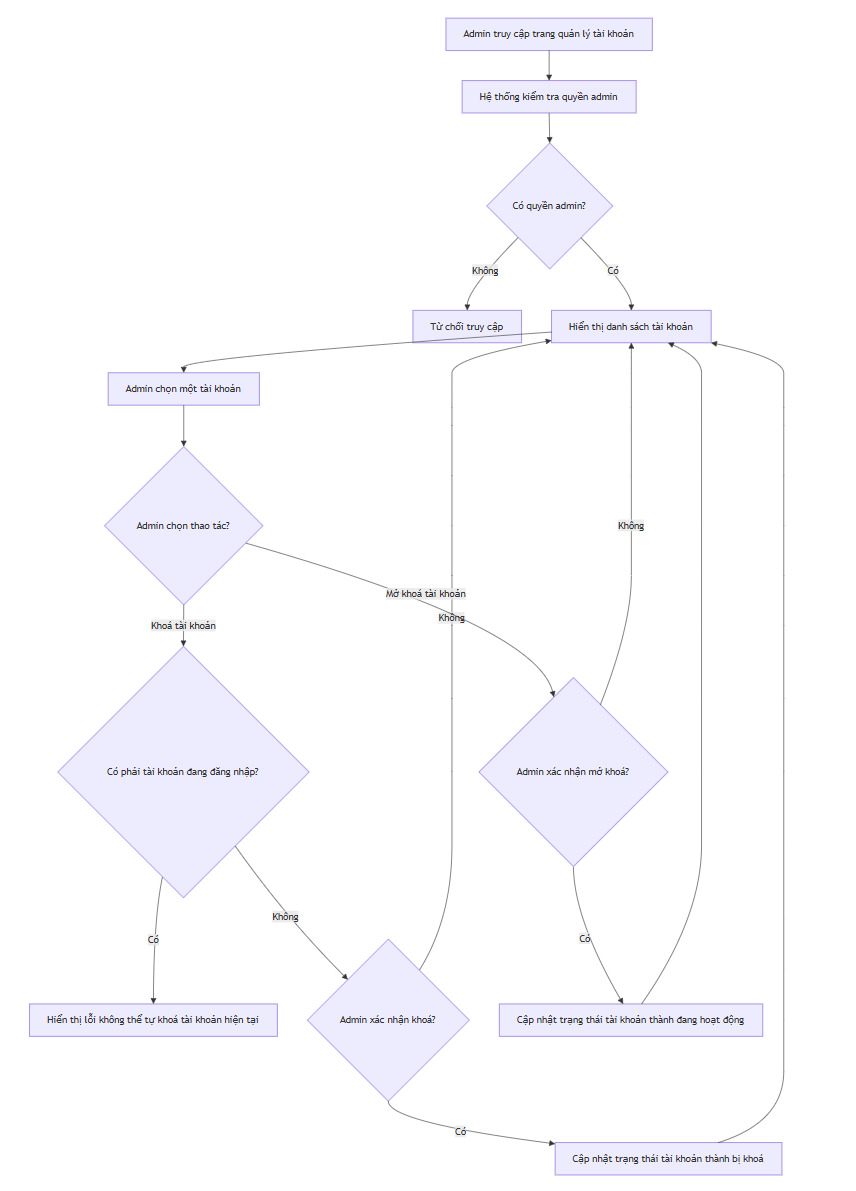 Admin truy cập trang quản lý tài khoản
Hệ thống kiểm tra quyền admin
Có quyền admin?
Không
Có
Từ chối truy cập
Hiển thị danh sách tài khoản
Admin chọn một tài khoản
Admin chọn thao tác?
Không
Mở khoá tài khoản
Không
Khoá tài khoản
Có phải tài khoản đang đăng nhập?
Admin xác nhận mở khoá?
Không
Có
Có
Hiển thị lỗi không thể tự khoá tài khoản hiện tại
Admin xác nhận khoá?
Cập nhật trạng thái tài khoản thành đang hoạt động
Có
Cập nhật trạng thái tài khoản thành bị khoá